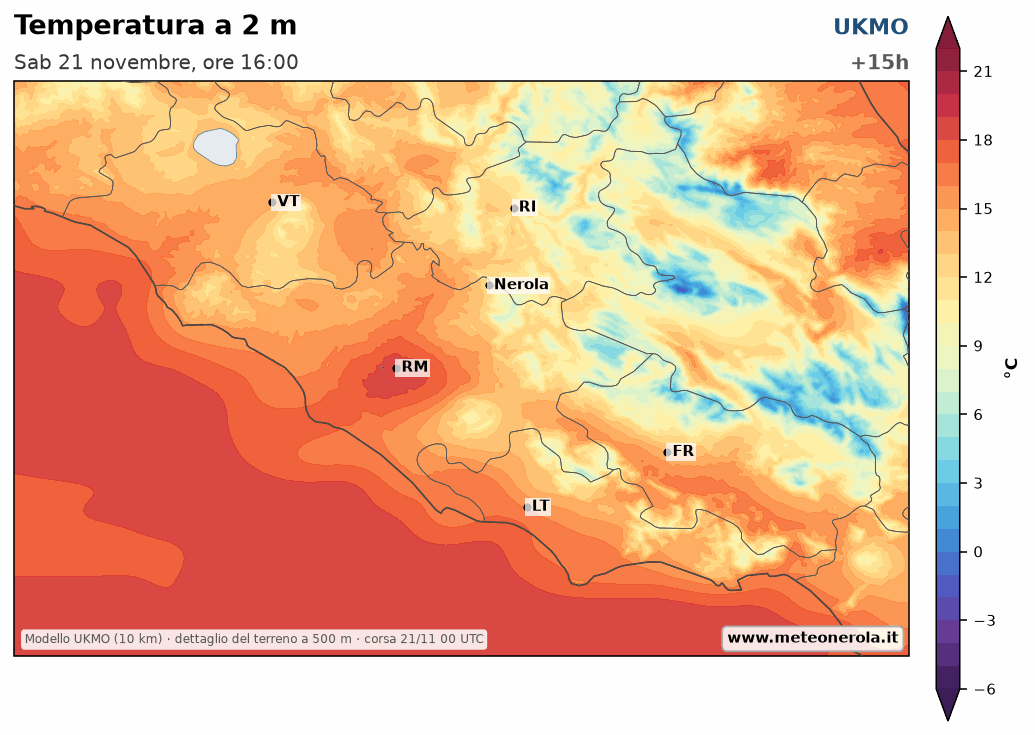 Temperatura a 2 m
UKMO
Sab 21 novembre, ore 16:00
+15h
21
18
15
12
9
6
3
0
−3
−6
°C
VT
RI
Nerola
RM
FR
LT
Modello UKMO (10 km) · dettaglio del terreno a 500 m · corsa 21/11 00 UTC
www.meteonerola.it